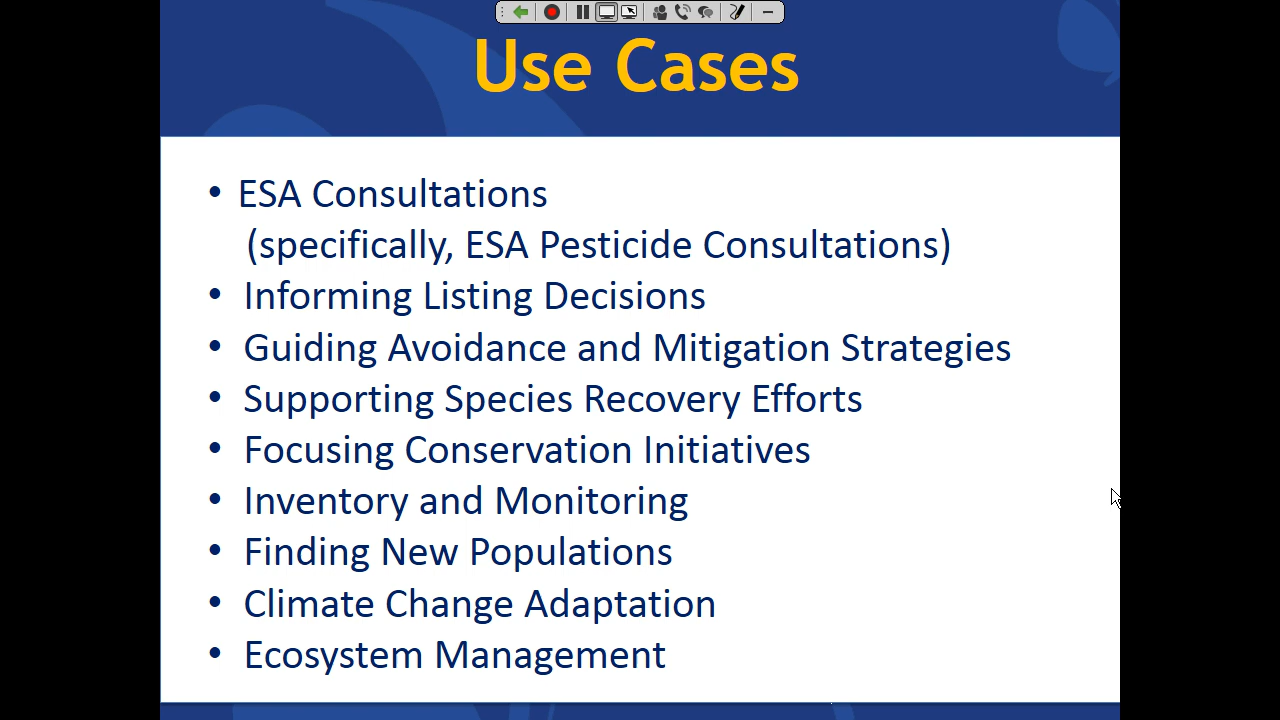 Use Cases
• ESA Consultations
(specifically, ESA Pesticide Consultations)
• Informing Listing Decisions
• Guiding Avoidance and Mitigation Strategies
• Supporting Species Recovery Efforts
• Focusing Conservation Initiatives
• Inventory and Monitoring
• Finding New Populations
• Climate Change Adaptation
• Ecosystem Management